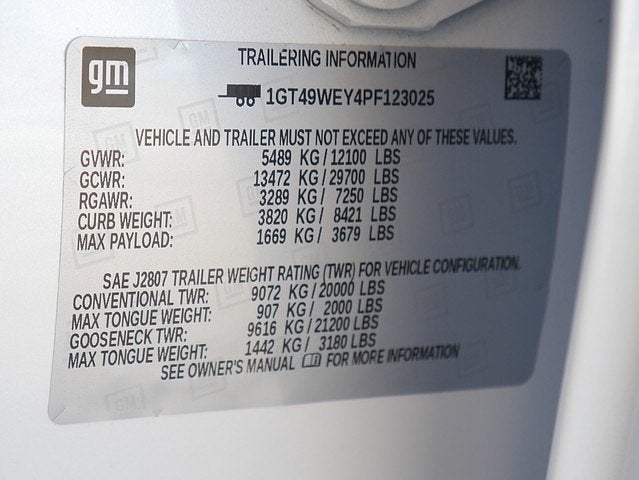 gm
TRAILERING INFORMATION
1GT49WEY4PF123025
VEHICLE AND TRAILER MUST NOT EXCEED ANY OF THESE VALUES.
GVWR: 5489 KG / 12100 LBS
GCWR: 13472 KG / 29700 LBS
RGAWR: 3289 KG / 7250 LBS
CURB WEIGHT: 3820 KG / 8421 LBS
MAX PAYLOAD: 1669 KG / 3679 LBS
SAE J2807 TRAILER WEIGHT RATING (TWR) FOR VEHICLE CONFIGURATION.
CONVENTIONAL TWR: 9072 KG / 20000 LBS
MAX TONGUE WEIGHT: 907 KG / 2000 LBS
GOOSENECK TWR: 9616 KG / 21200 LBS
MAX TONGUE WEIGHT: 1442 KG / 3180 LBS
SEE OWNER'S MANUAL FOR MORE INFORMATION